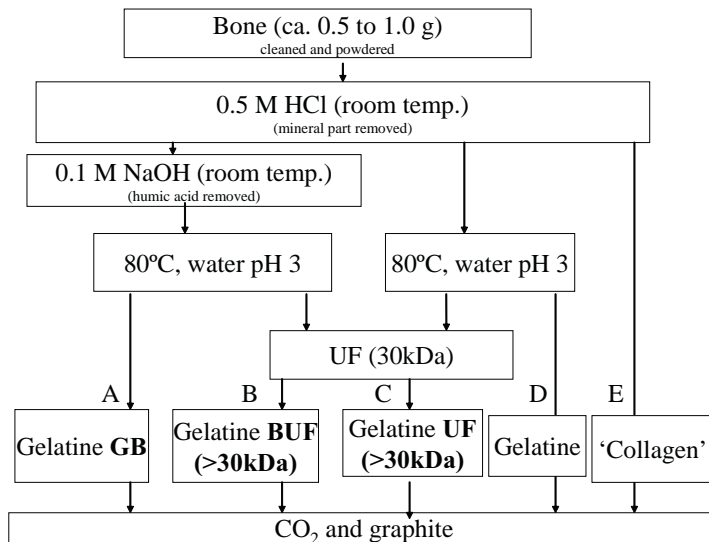 Bone (ca. 0.5 to 1.0 g)
cleaned and powdered
0.5 M HCl (room temp.)
(mineral part removed)
0.1 M NaOH (room temp.)
(humic acid removed)
80ºC, water pH 3
80ºC, water pH 3
UF (30kDa)
A
B
C
D
E
Gelatine GB
Gelatine BUF
(>30kDa)
Gelatine UF
(>30kDa)
Gelatine
‘Collagen’
CO₂ and graphite